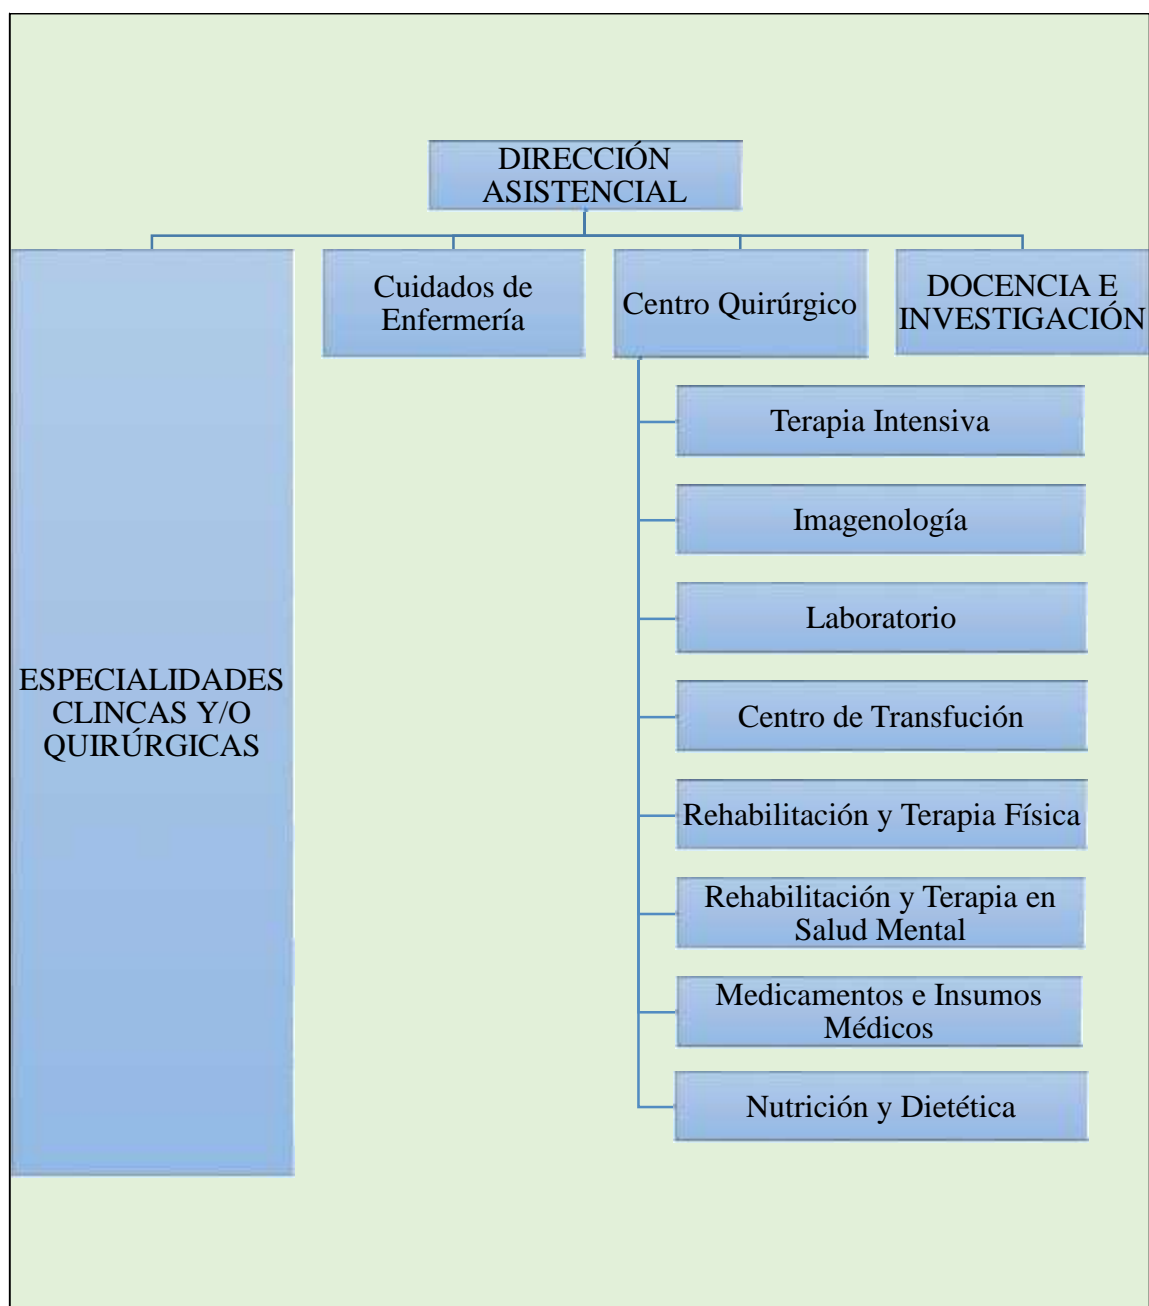 DIRECCIÓN
ASISTENCIAL
ESPECIALIDADES
CLINCAS Y/O
QUIRÚRGICAS
Cuidados de
Enfermería
Centro Quirúrgico
DOCENCIA E
INVESTIGACIÓN
Terapia Intensiva
Imagenología
Laboratorio
Centro de Transfución
Rehabilitación y Terapia Física
Rehabilitación y Terapia en
Salud Mental
Medicamentos e Insumos
Médicos
Nutrición y Dietética